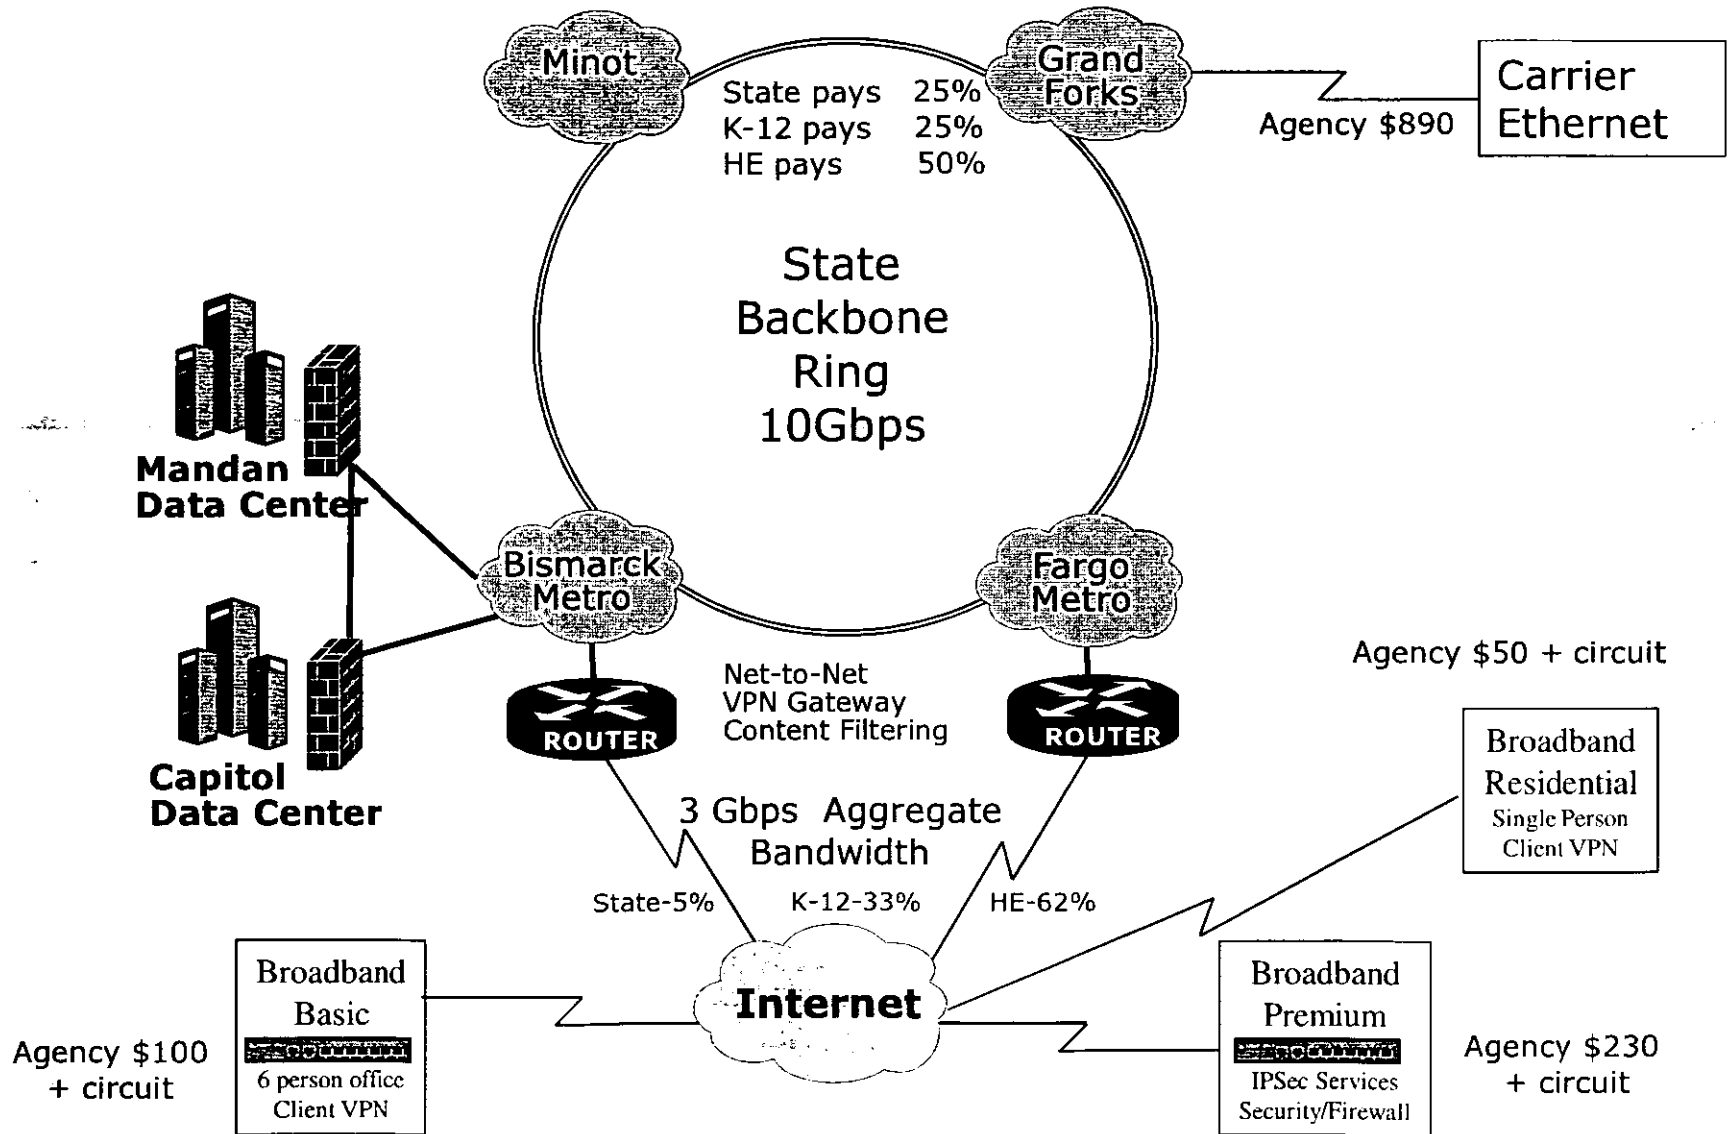 Minot
Grand
Forks
State pays 25%
K-12 pays 25%
HE pays 50%
Agency $890
Carrier
Ethernet
State
Backbone
Ring
10Gbps
Mandan
Data Center
Bismarck
Metro
Fargo
Metro
Capitol
Data Center
ROUTER
Net-to-Net
VPN Gateway
Content Filtering
ROUTER
Agency $50 + circuit
Broadband
Residential
Single Person
Client VPN
3 Gbps Aggregate
Bandwidth
State-5%
K-12-33%
HE-62%
Internet
Broadband
Basic
6 person office
Client VPN
Agency $100
+ circuit
Broadband
Premium
IPSec Services
Security/Firewall
Agency $230
+ circuit